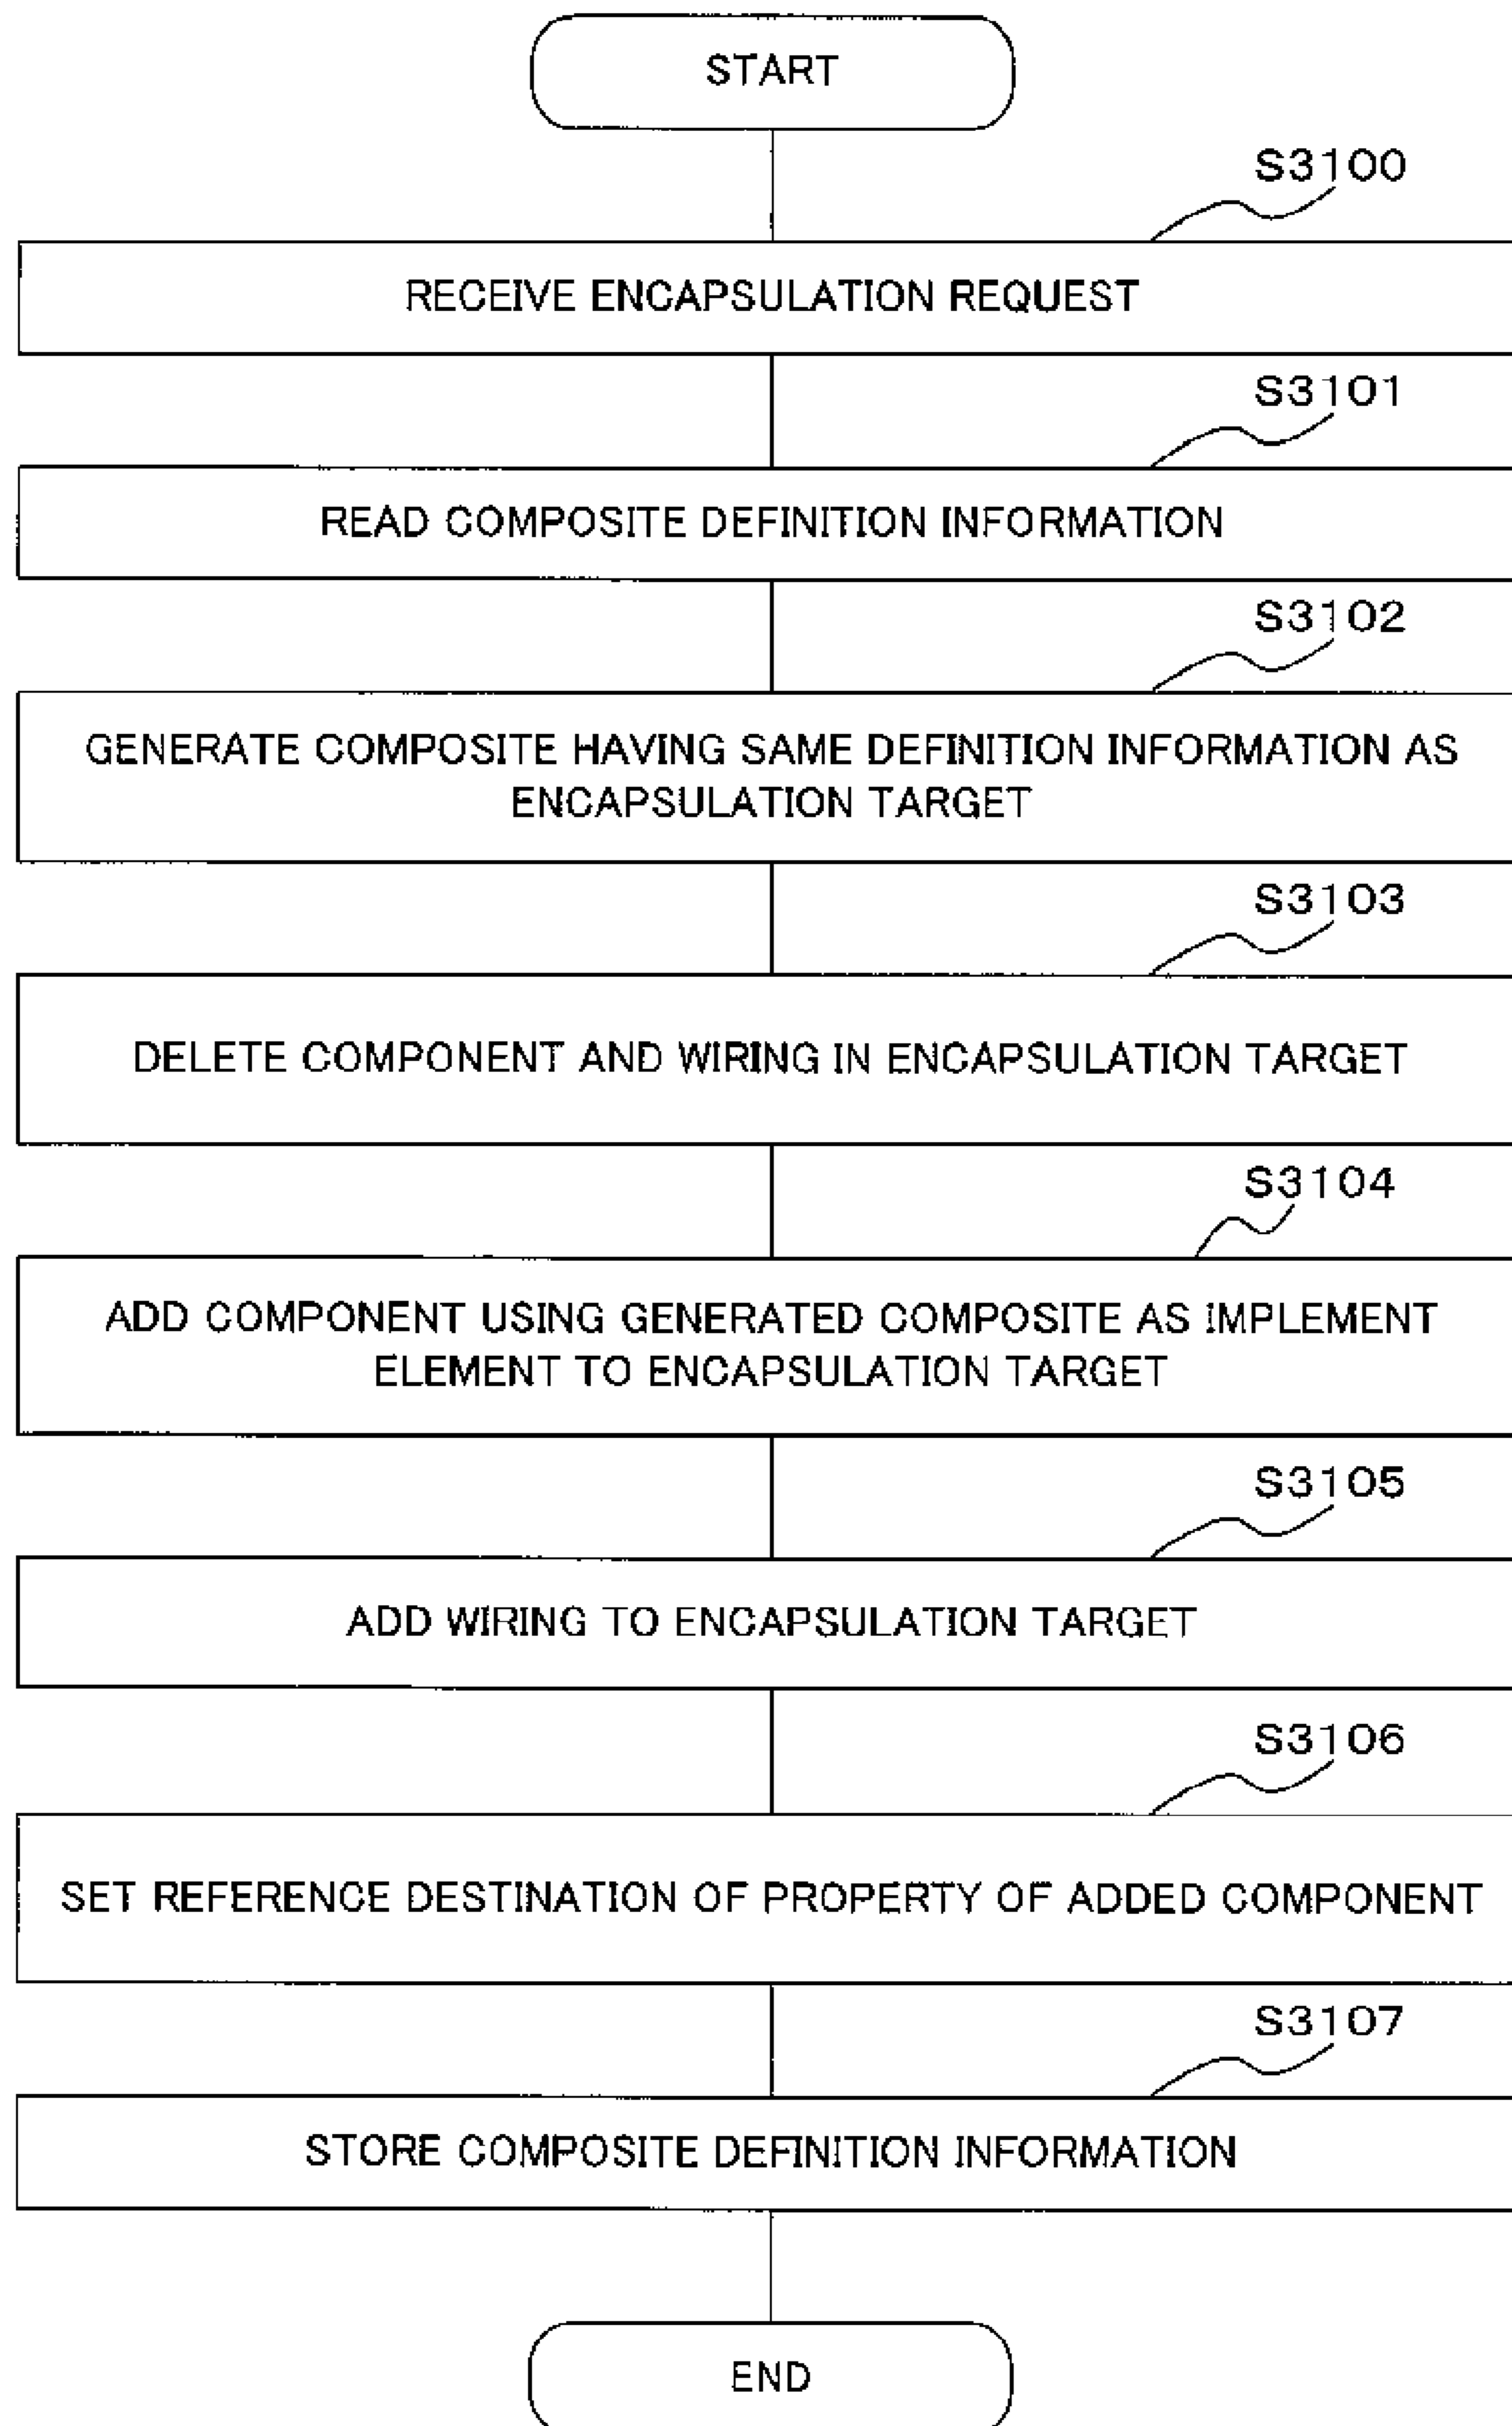 START
S3100
RECEIVE ENCAPSULATION REQUEST
S3101
READ COMPOSITE DEFINITION INFORMATION
S3102
GENERATE COMPOSITE HAVING SAME DEFINITION INFORMATION AS
ENCAPSULATION TARGET
S3103
DELETE COMPONENT AND WIRING IN ENCAPSULATION TARGET
S3104
ADD COMPONENT USING GENERATED COMPOSITE AS IMPLEMENT
ELEMENT TO ENCAPSULATION TARGET
S3105
ADD WIRING TO ENCAPSULATION TARGET
S3106
SET REFERENCE DESTINATION OF PROPERTY OF ADDED COMPONENT
S3107
STORE COMPOSITE DEFINITION INFORMATION
END